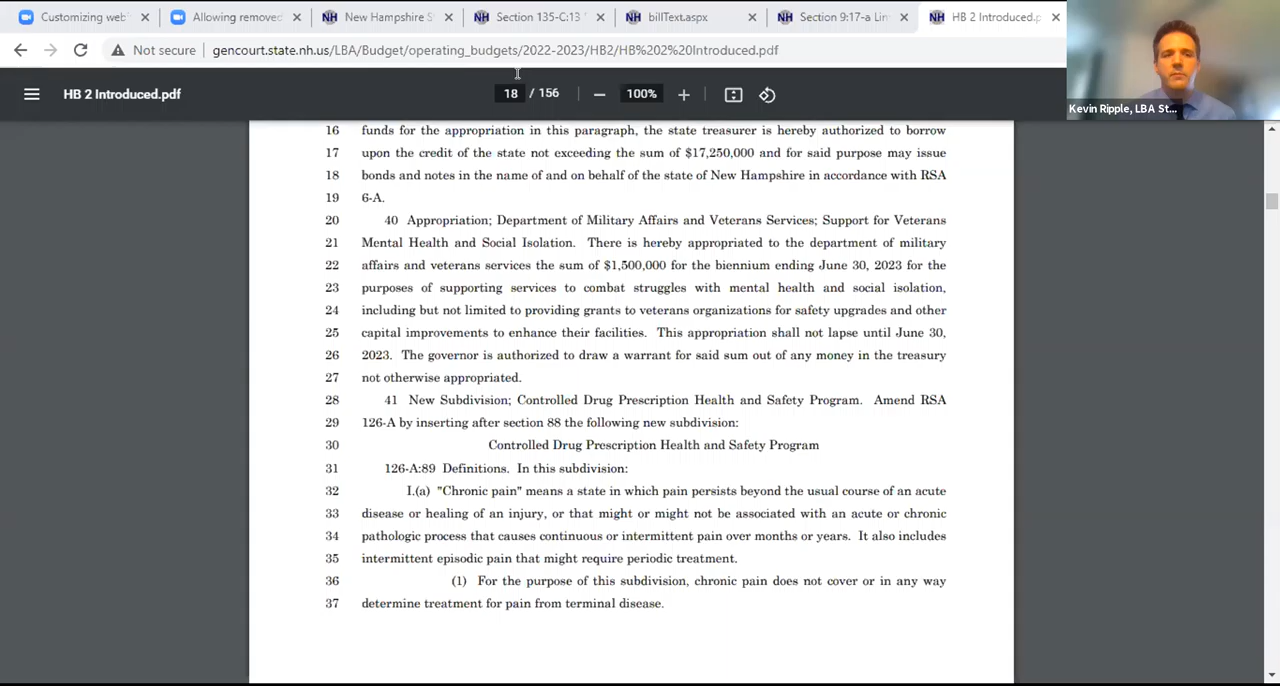 Customizing web
Allowing removed
New Hampshire S
Section 135-C:13
billText.aspx
Section 9:17-a Lin
HB 2 Introduced.p
Not secure
gencourt.state.nh.us/LBA/Budget/operating_budgets/2022-2023/HB2/HB%202%20Introduced.pdf
HB 2 Introduced.pdf
18 / 156
100%
Kevin Ripple, LBA St...
16 funds for the appropriation in this paragraph, the state treasurer is hereby authorized to borrow
17 upon the credit of the state not exceeding the sum of $17,250,000 and for said purpose may issue
18 bonds and notes in the name of and on behalf of the state of New Hampshire in accordance with RSA
19 6-A.
20 40 Appropriation; Department of Military Affairs and Veterans Services; Support for Veterans
21 Mental Health and Social Isolation. There is hereby appropriated to the department of military
22 affairs and veterans services the sum of $1,500,000 for the biennium ending June 30, 2023 for the
23 purposes of supporting services to combat struggles with mental health and social isolation,
24 including but not limited to providing grants to veterans organizations for safety upgrades and other
25 capital improvements to enhance their facilities. This appropriation shall not lapse until June 30,
26 2023. The governor is authorized to draw a warrant for said sum out of any money in the treasury
27 not otherwise appropriated.
28 41 New Subdivision; Controlled Drug Prescription Health and Safety Program. Amend RSA
29 126-A by inserting after section 88 the following new subdivision:
30 Controlled Drug Prescription Health and Safety Program
31 126-A:89 Definitions. In this subdivision:
32 I.(a) "Chronic pain" means a state in which pain persists beyond the usual course of an acute
33 disease or healing of an injury, or that might or might not be associated with an acute or chronic
34 pathologic process that causes continuous or intermittent pain over months or years. It also includes
35 intermittent episodic pain that might require periodic treatment.
36 (1) For the purpose of this subdivision, chronic pain does not cover or in any way
37 determine treatment for pain from terminal disease.